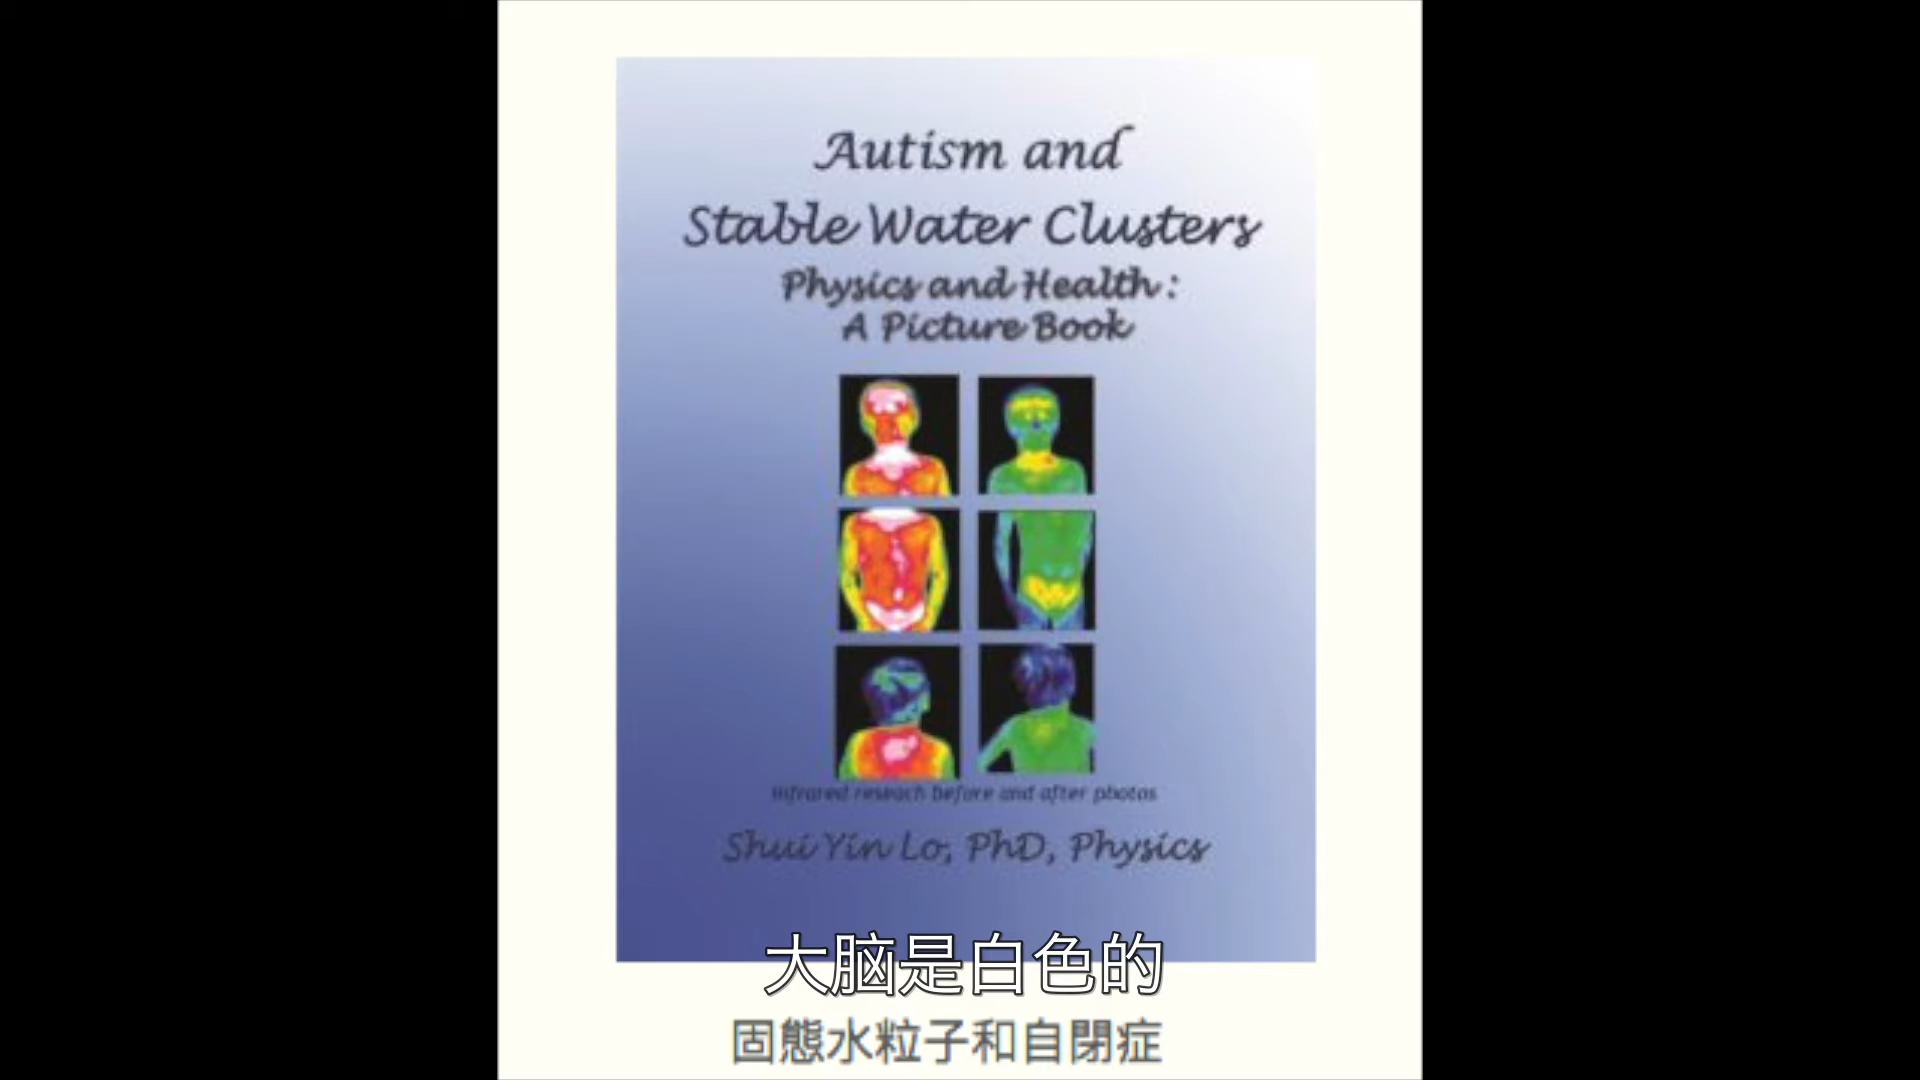 Autism and
Stable Water Clusters
Physics and Health :
A Picture Book
Infrared reseach before and after photos
Shui Yin Lo, PhD, Physics
大脑是白色的
固態水粒子和自閉症